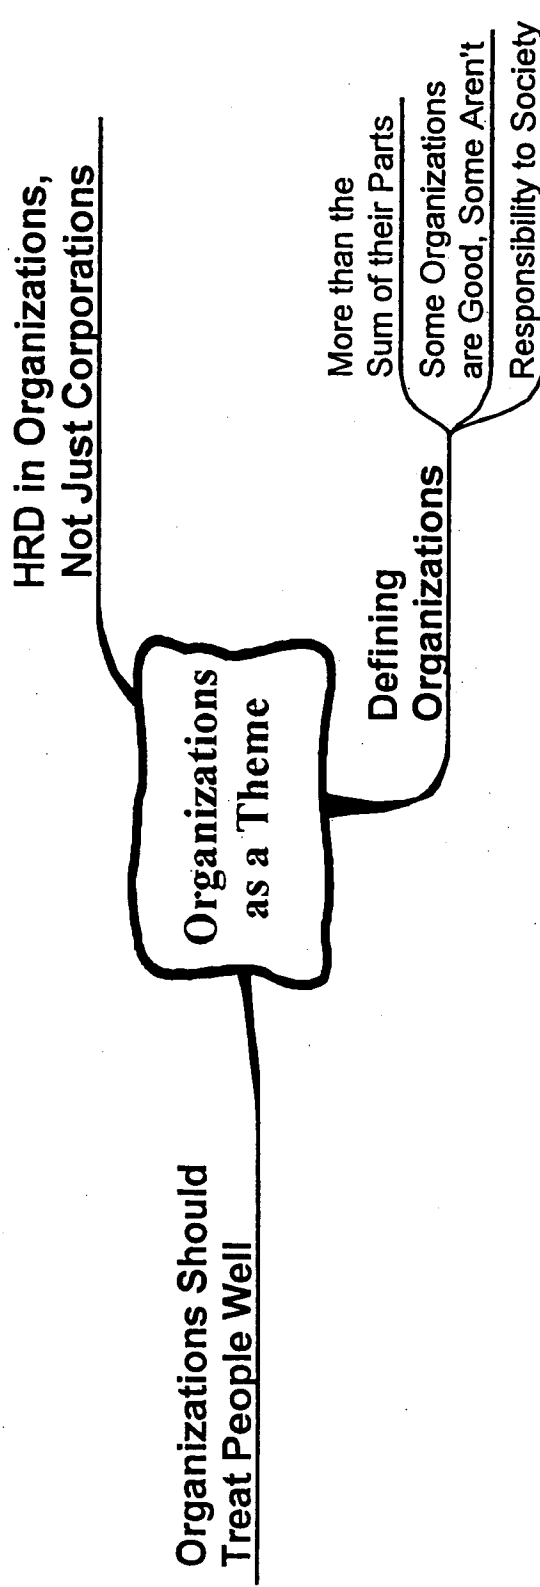 HRD in Organizations,
Not Just Corporations
Organizations
as a Theme
Organizations Should
Treat People Well
Defining
Organizations
More than the
Sum of their Parts
Some Organizations
are Good, Some Aren't
Responsibility to Society